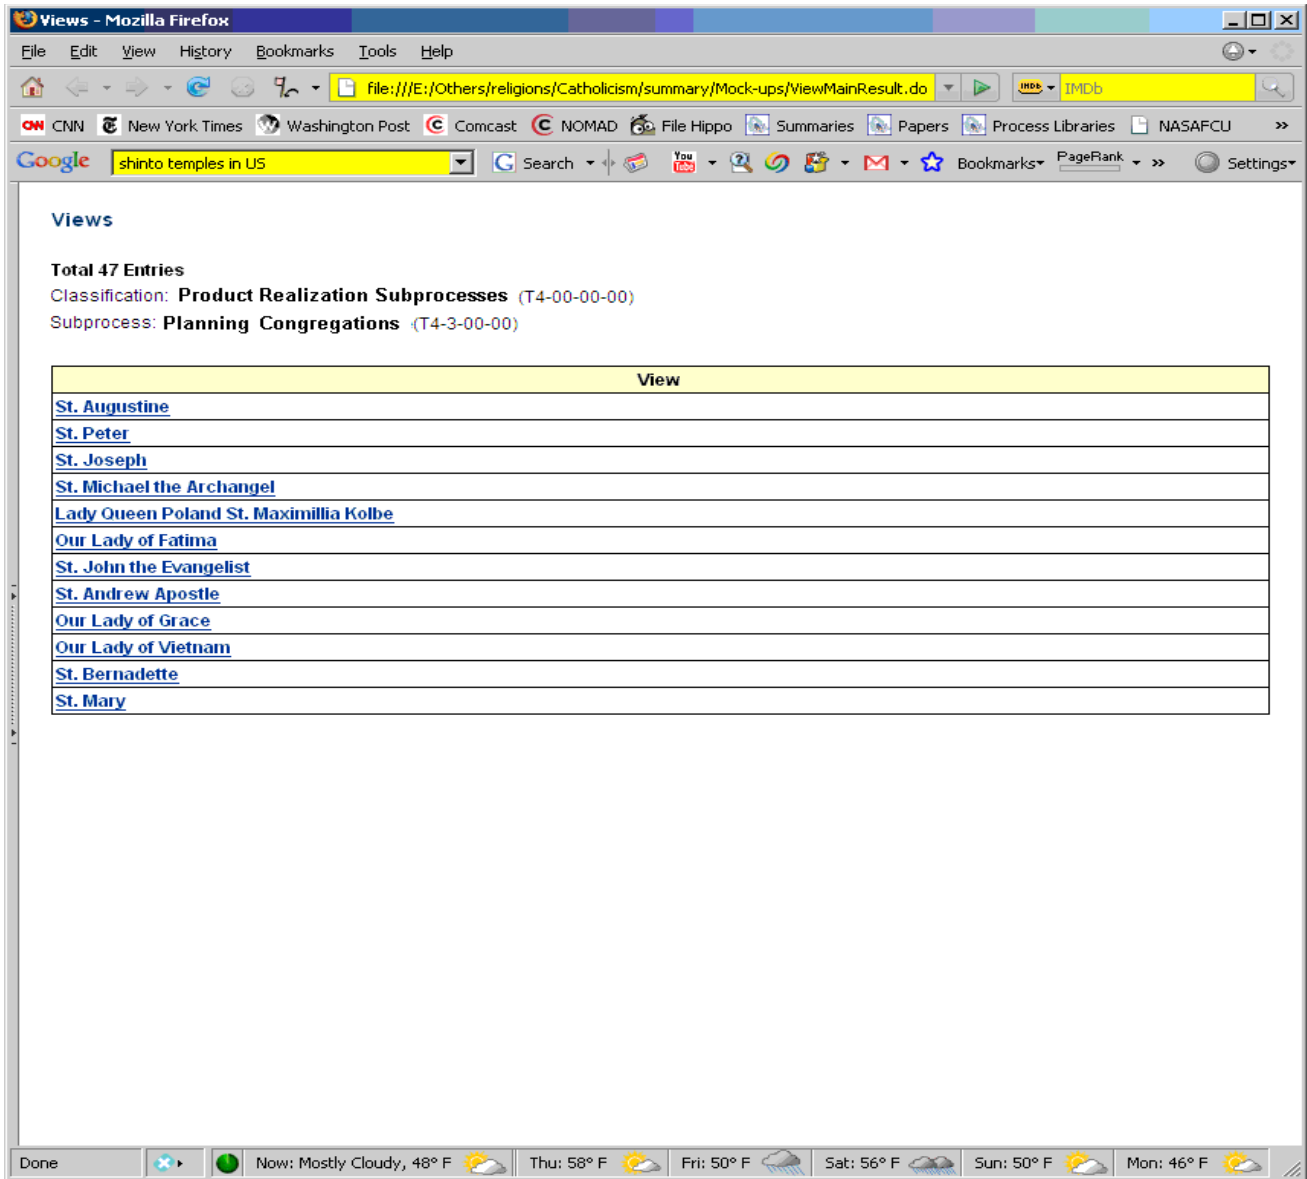 Views - Mozilla Firefox
File Edit View History Bookmarks Tools Help
file:///E:/Others/religions/Catholicism/summary/Mock-ups/ViewMainResult.do IMDb IMDb
CNN CNN New York Times Washington Post Comcast NOMAD File Hippo Summaries Papers Process Libraries NASAFCU »
Google shinto temples in US G Search You Tube Bookmarks PageRank » Settings
Views
Total 47 Entries
Classification: Product Realization Subprocesses (T4-00-00-00)
Subprocess: Planning Congregations (T4-3-00-00)
View
St. Augustine
St. Peter
St. Joseph
St. Michael the Archangel
Lady Queen Poland St. Maximillia Kolbe
Our Lady of Fatima
St. John the Evangelist
St. Andrew Apostle
Our Lady of Grace
Our Lady of Vietnam
St. Bernadette
St. Mary
Done Now: Mostly Cloudy, 48° F Thu: 58° F Fri: 50° F Sat: 56° F Sun: 50° F Mon: 46° F